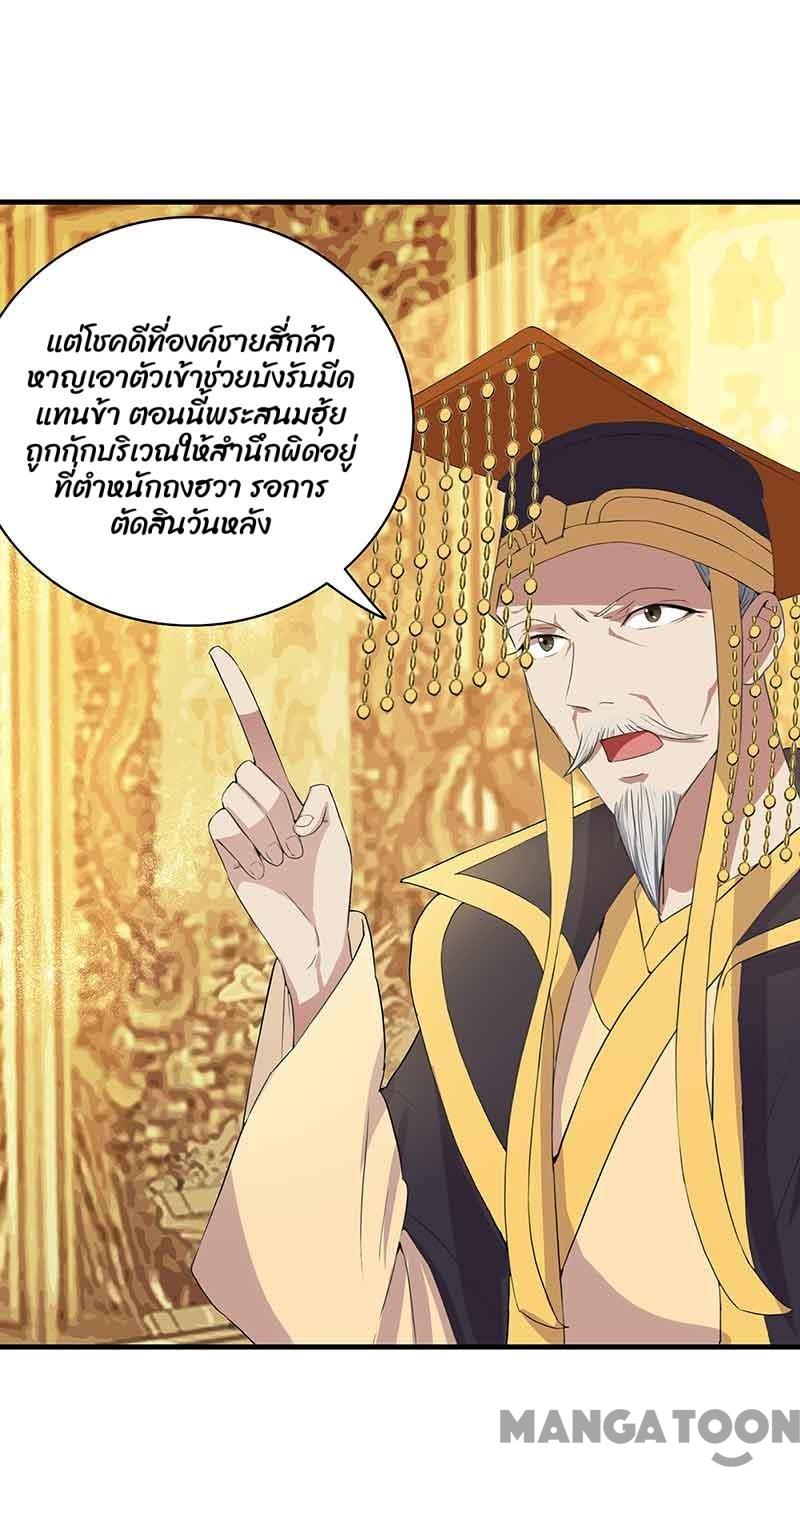 แต่โชคดีที่องค์ชายสี่กล้า
หาญเอาตัวเข้าช่วยบังรับมีด
แทนข้า ตอนนี้พระสนมฮุ้ย
ถูกกักบริเวณให้สำนึกผิดอยู่
ที่ตำหนักถงฮวา รอการ
ตัดสินวันหลัง
MANGATOON